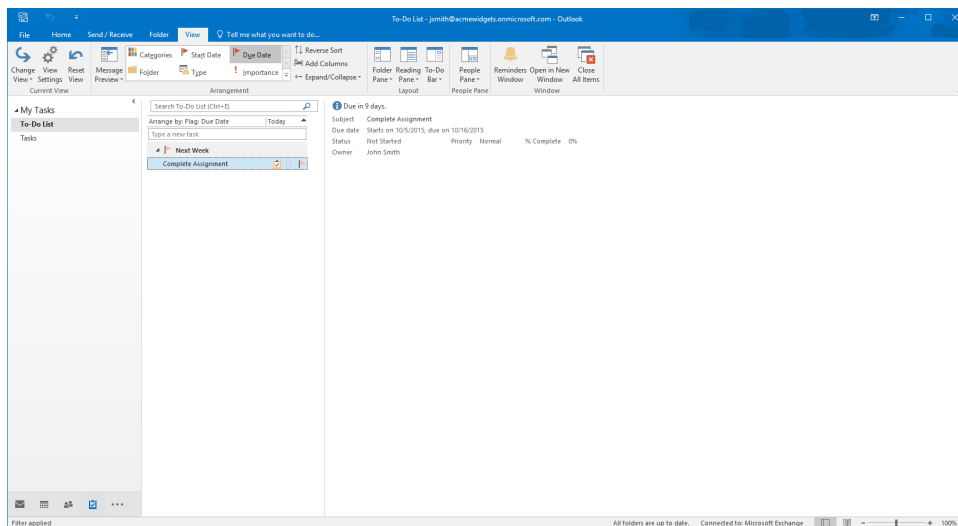 To-Do List - jsmith@acmewidgets.onmicrosoft.com - Outlook
File Home Send / Receive Folder View Tell me what you want to do...
Change View
View Settings
Reset View
Current View
Message Preview
Categories Start Date Due Date
Folder Type Importance
Reverse Sort
Add Columns
Expand/Collapse
Arrangement
Folder Pane
Reading Pane
To-Do Bar
Layout
People Pane
People Pane
Reminders Window
Open in New Window
Close All Items
Window
My Tasks
To-Do List
Tasks
Search To-Do List (Ctrl+E)
Arrange by: Flag: Due Date Today
Type a new task
Next Week
Complete Assignment
Due in 9 days.
Subject Complete Assignment
Due date Starts on 10/5/2015, due on 10/16/2015
Status Not Started Priority Normal % Complete 0%
Owner John Smith
Filter applied
All folders are up to date. Connected to: Microsoft Exchange 100%